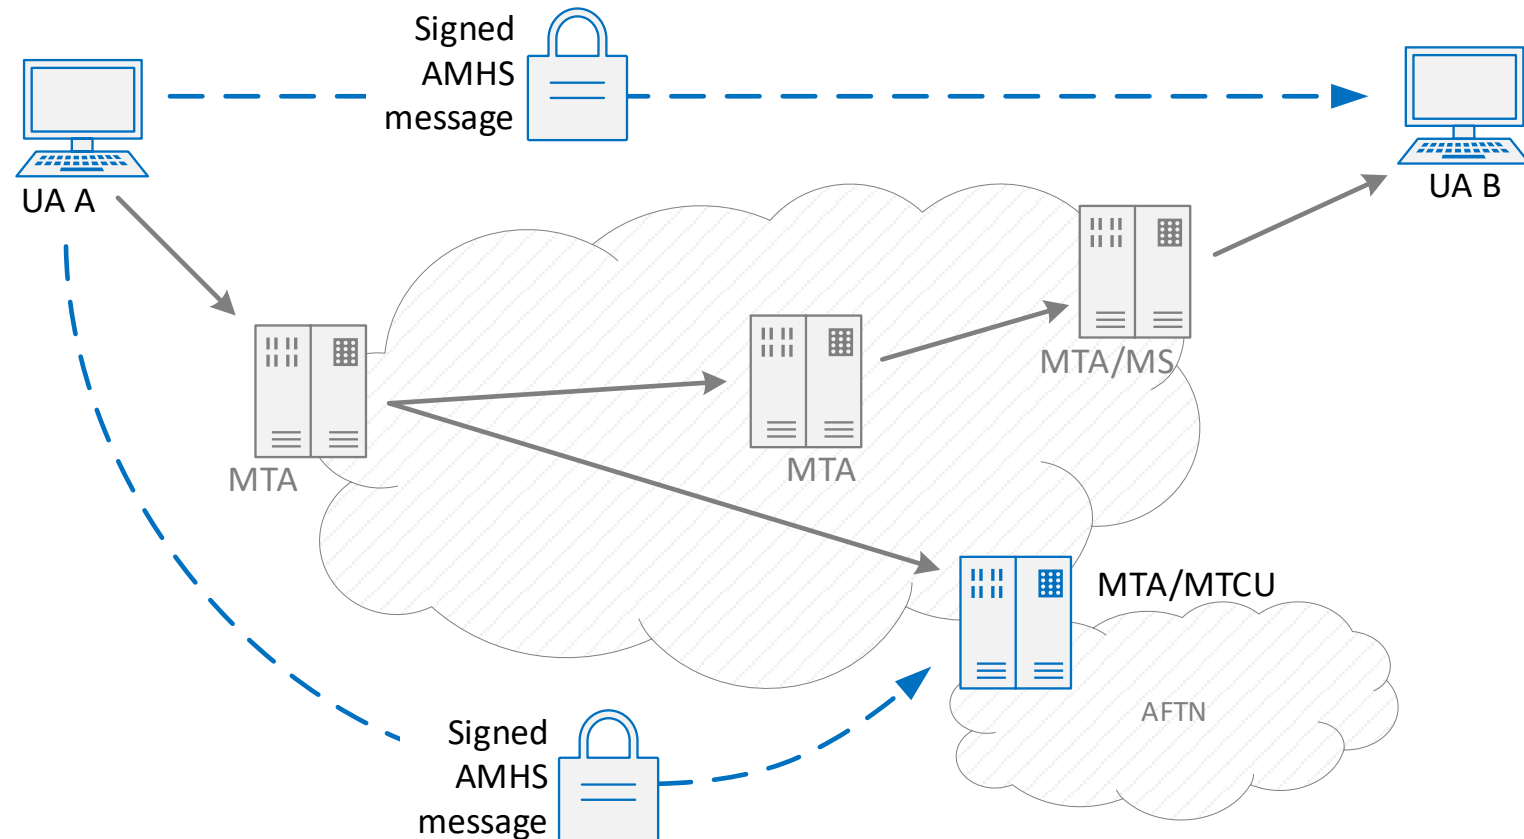 Signed
AMHS
message
UA A
UA B
MTA/MS
MTA
MTA
MTA/MTCU
AFTN
Signed
AMHS
message